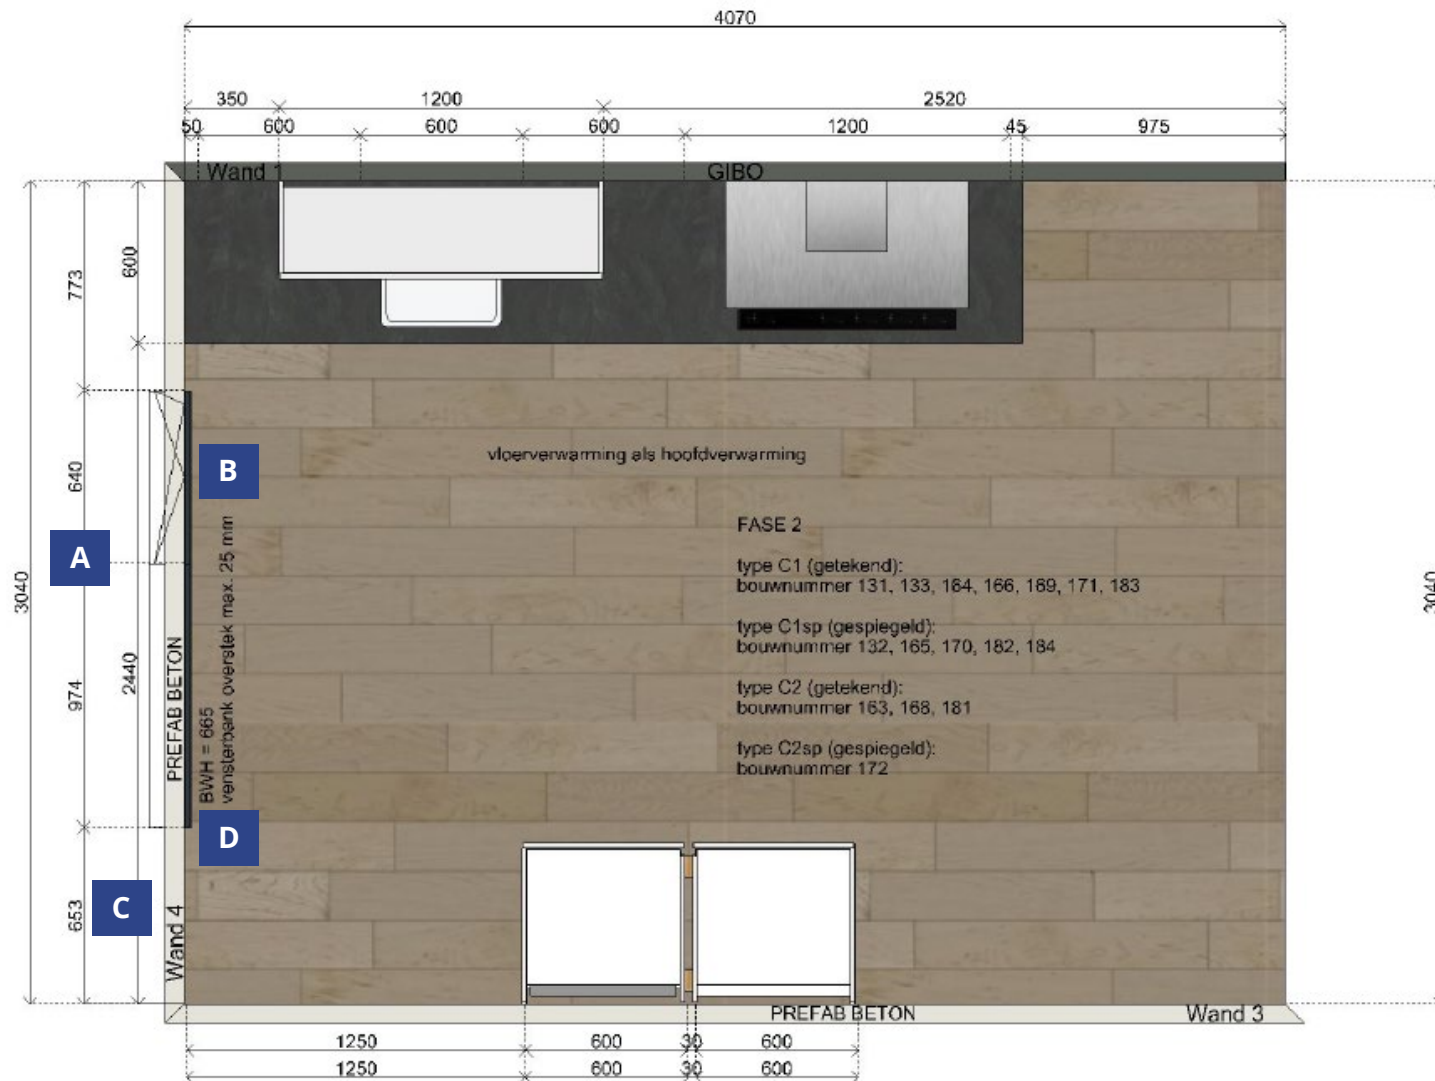 4070
350 1200 2520
50 600 600 600 1200 45 975
Wand 1 GIBO
773
600
640
3040
974
2440
653
3040
A
B
C
D
PREFAB BETON
Wand 4
BWH = 665
vensterbank overstek max. 25 mm
vloerverwarming als hoofdverwarming
FASE 2
type C1 (getekend):
bouwnummer 131, 133, 164, 166, 169, 171, 183
type C1sp (gespiegeld):
bouwnummer 132, 165, 170, 182, 184
type C2 (getekend):
bouwnummer 163, 168, 181
type C2sp (gespiegeld):
bouwnummer 172
PREFAB BETON Wand 3
1250 600 30 600
1250 600 30 600